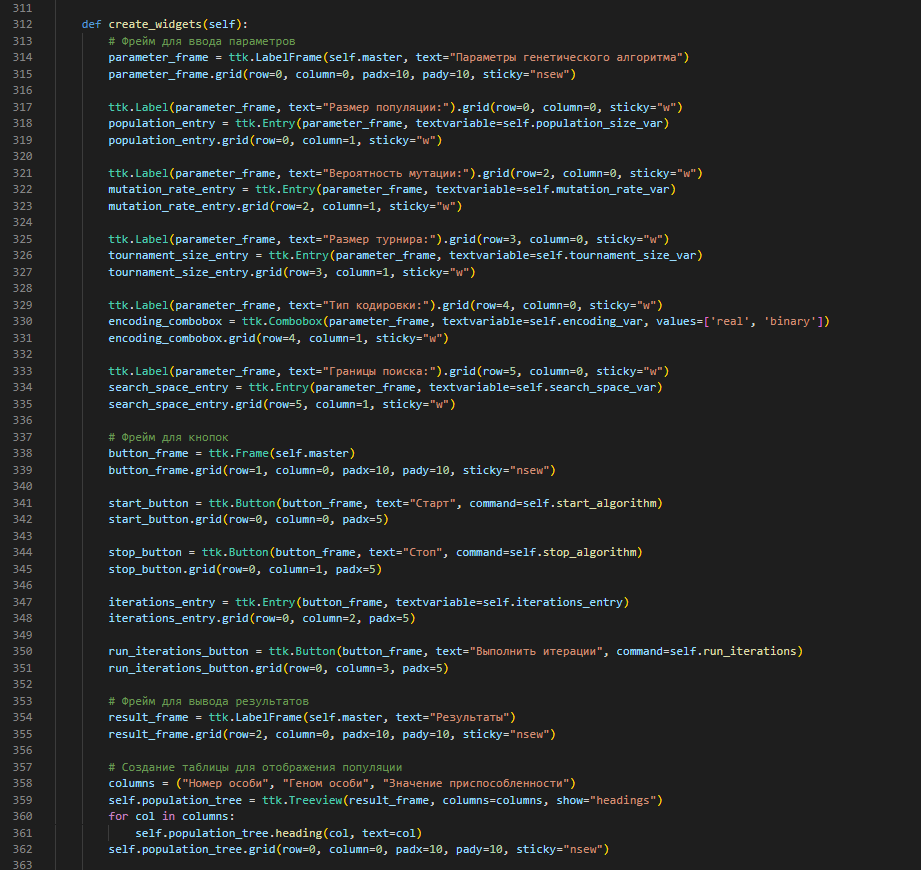 311
312 def create_widgets(self):
313 # Фрейм для ввода параметров
314 parameter_frame = ttk.LabelFrame(self.master, text="Параметры генетического алгоритма")
315 parameter_frame.grid(row=0, column=0, padx=10, pady=10, sticky="nsew")
316
317 ttk.Label(parameter_frame, text="Размер популяции:").grid(row=0, column=0, sticky="w")
318 population_entry = ttk.Entry(parameter_frame, textvariable=self.population_size_var)
319 population_entry.grid(row=0, column=1, sticky="w")
320
321 ttk.Label(parameter_frame, text="Вероятность мутации:").grid(row=2, column=0, sticky="w")
322 mutation_rate_entry = ttk.Entry(parameter_frame, textvariable=self.mutation_rate_var)
323 mutation_rate_entry.grid(row=2, column=1, sticky="w")
324
325 ttk.Label(parameter_frame, text="Размер турнира:").grid(row=3, column=0, sticky="w")
326 tournament_size_entry = ttk.Entry(parameter_frame, textvariable=self.tournament_size_var)
327 tournament_size_entry.grid(row=3, column=1, sticky="w")
328
329 ttk.Label(parameter_frame, text="Тип кодировки:").grid(row=4, column=0, sticky="w")
330 encoding_combobox = ttk.Combobox(parameter_frame, textvariable=self.encoding_var, values=['real', 'binary'])
331 encoding_combobox.grid(row=4, column=1, sticky="w")
332
333 ttk.Label(parameter_frame, text="Границы поиска:").grid(row=5, column=0, sticky="w")
334 search_space_entry = ttk.Entry(parameter_frame, textvariable=self.search_space_var)
335 search_space_entry.grid(row=5, column=1, sticky="w")
336
337 # Фрейм для кнопок
338 button_frame = ttk.Frame(self.master)
339 button_frame.grid(row=1, column=0, padx=10, pady=10, sticky="nsew")
340
341 start_button = ttk.Button(button_frame, text="Старт", command=self.start_algorithm)
342 start_button.grid(row=0, column=0, padx=5)
343
344 stop_button = ttk.Button(button_frame, text="Стоп", command=self.stop_algorithm)
345 stop_button.grid(row=0, column=1, padx=5)
346
347 iterations_entry = ttk.Entry(button_frame, textvariable=self.iterations_entry)
348 iterations_entry.grid(row=0, column=2, padx=5)
349
350 run_iterations_button = ttk.Button(button_frame, text="Выполнить итерации", command=self.run_iterations)
351 run_iterations_button.grid(row=0, column=3, padx=5)
352
353 # Фрейм для вывода результатов
354 result_frame = ttk.LabelFrame(self.master, text="Результаты")
355 result_frame.grid(row=2, column=0, padx=10, pady=10, sticky="nsew")
356
357 # Создание таблицы для отображения популяции
358 columns = ("Номер особи", "Геном особи", "Значение приспособленности")
359 self.population_tree = ttk.Treeview(result_frame, columns=columns, show="headings")
360 for col in columns:
361 self.population_tree.heading(col, text=col)
362 self.population_tree.grid(row=0, column=0, padx=10, pady=10, sticky="nsew")
363